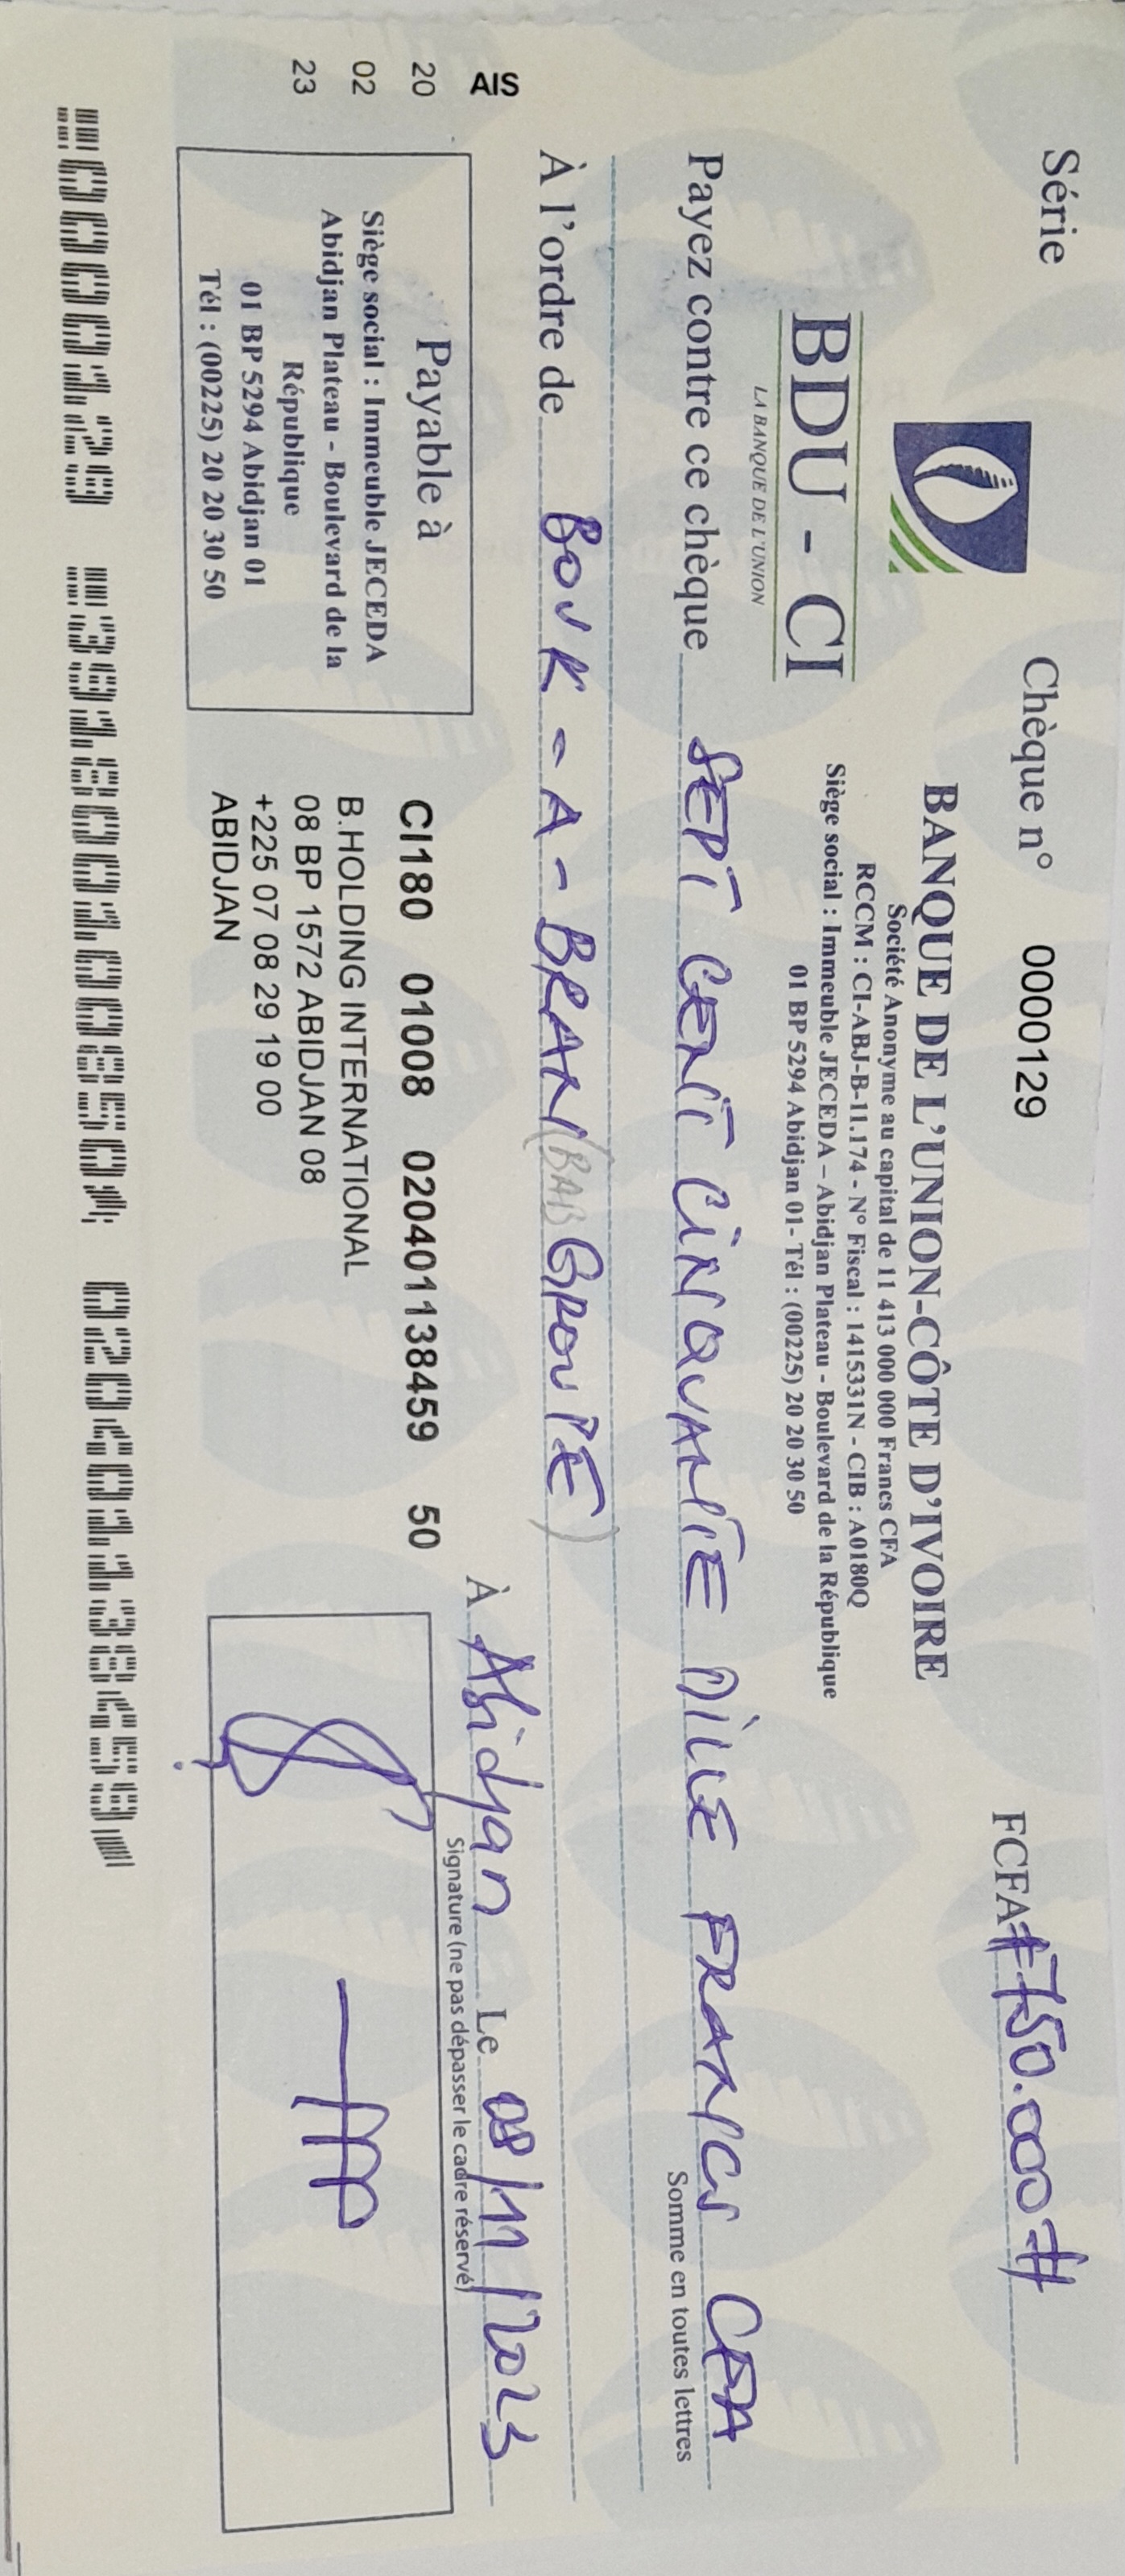 Série
Chèque n° 0000129
FCFA #750.000#
BDU - CI
LA BANQUE DE L'UNION
BANQUE DE L'UNION-CÔTE D'IVOIRE
Société Anonyme au capital de 11 413 000 000 Francs CFA
RCCM : CI-ABJ-B-11.174 - N° Fiscal : 1415331N - CIB : A0180Q
Siège social : Immeuble JECEDA – Abidjan Plateau - Boulevard de la République
01 BP 5294 Abidjan 01- Tél : (00225) 20 20 30 50
Payez contre ce chèque SEPT CENT CINQUANTE MILLE FRANCS CFA
Somme en toutes lettres
À l'ordre de BOUK-A-BRAN (BAB GROUPE)
AIS
20
02
23
Payable à
Siège social : Immeuble JECEDA
Abidjan Plateau - Boulevard de la
République
01 BP 5294 Abidjan 01
Tél : (00225) 20 20 30 50
CI180 01008 020401138459 50
B.HOLDING INTERNATIONAL
08 BP 1572 ABIDJAN 08
+225 07 08 29 19 00
ABIDJAN
À Abidjan Le 08/11/2023
Signature (ne pas dépasser le cadre réservé)
0000129 391800100850 020401138459